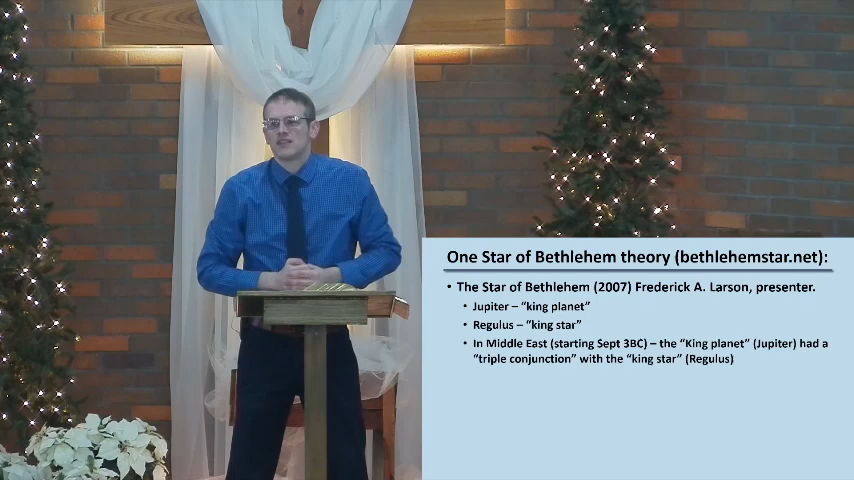 One Star of Bethlehem theory (bethlehemstar.net):
• The Star of Bethlehem (2007) Frederick A. Larson, presenter.
• Jupiter – “king planet”
• Regulus – “king star”
• In Middle East (starting Sept 3BC) – the “King planet” (Jupiter) had a
“triple conjunction” with the “king star” (Regulus)